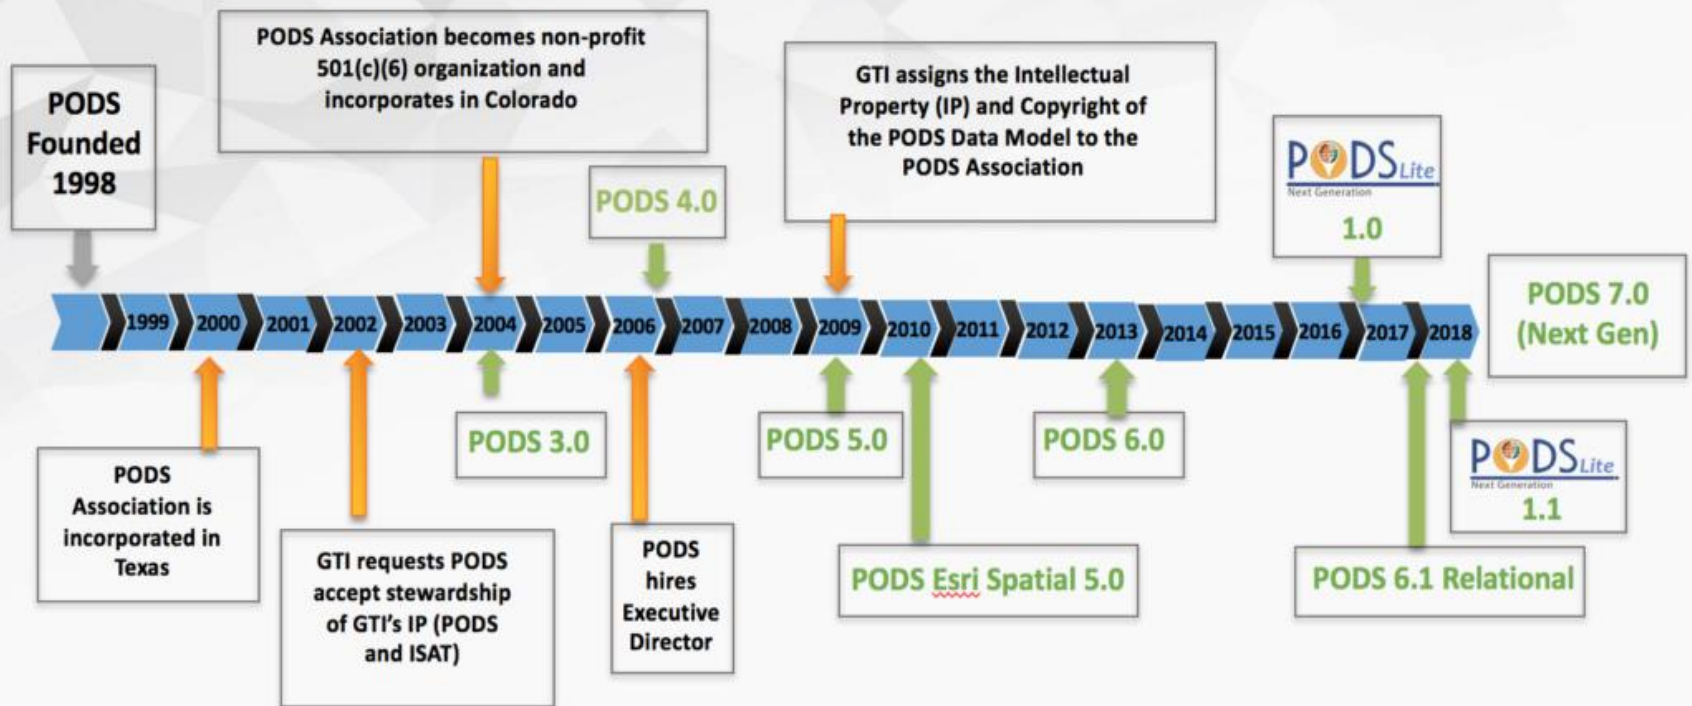 PODS
Founded
1998
PODS Association becomes non-profit
501(c)(6) organization and
incorporates in Colorado
PODS 4.0
GTI assigns the Intellectual
Property (IP) and Copyright of
the PODS Data Model to the
PODS Association
PODS Lite
Next Generation
1.0
PODS 7.0
(Next Gen)
1999 2000 2001 2002 2003 2004 2005 2006 2007 2008 2009 2010 2011 2012 2013 2014 2015 2016 2017 2018
PODS
Association is
incorporated in
Texas
GTI requests PODS
accept stewardship
of GTI's IP (PODS
and ISAT)
PODS 3.0
PODS
hires
Executive
Director
PODS 5.0
PODS Esri Spatial 5.0
PODS 6.0
PODS 6.1 Relational
PODS Lite
Next Generation
1.1